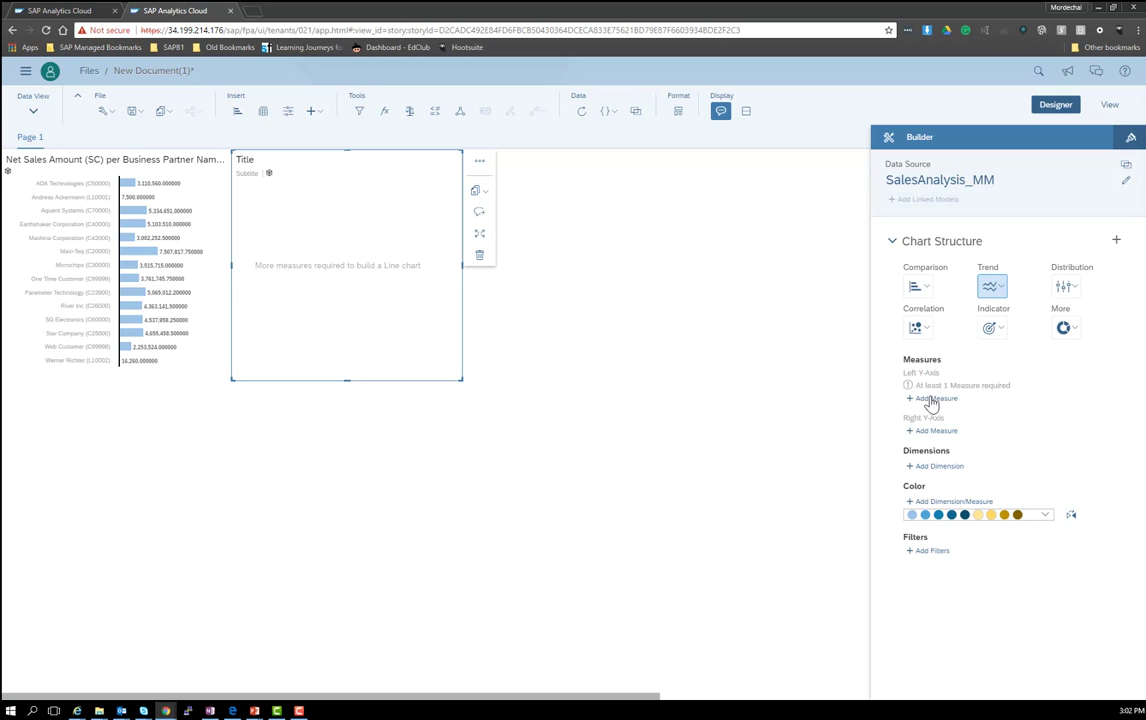 Mordechai
SAP Analytics Cloud
SAP Analytics Cloud
Not secure
https://34.199.214.176/sap/fpa/ui/tenants/021/app.html#;view_id=story;storyId=D2CADC492E84FD6FBCB50430364DCECA833E75621BD79E87F6603934BDE2F2C3
Apps
SAP Managed Bookmarks
SAPB1
Old Bookmarks
Learning Journeys for
Dashboard - EdClub
Hootsuite
Other bookmarks
Files / New Document(1)*
Data View
File
Insert
Tools
Data
Format
Display
Designer
View
Page 1
Builder
Net Sales Amount (SC) per Business Partner Nam...
ADA Technologies (C50000) 3,110,560.000000
Andreas Ackermann (L10001) 7,500.000000
Aquent Systems (C70000) 5,334,651.000000
Earthshaker Corporation (C40000) 5,103,510.000000
Mashina Corporation (C42000) 3,002,252.500000
Maxi-Teq (C20000) 7,507,817.750000
Microchips (C30000) 3,515,715.000000
One Time Customer (C99999) 3,761,745.750000
Parameter Technology (C23900) 5,065,012.200000
River Inc (C26000) 4,363,141.500000
SG Electronics (C60000) 4,537,958.250000
Star Company (C25000) 4,655,458.500000
Web Customer (C99998) 2,253,524.000000
Werner Richter (L10002) 16,260.000000
Title
Subtitle
More measures required to build a Line chart
Data Source
SalesAnalysis_MM
Add Linked Models
Chart Structure
Comparison
Trend
Distribution
Correlation
Indicator
More
Measures
Left Y-Axis
At least 1 Measure required
+ Add Measure
Right Y-Axis
+ Add Measure
Dimensions
+ Add Dimension
Color
+ Add Dimension/Measure
Filters
+ Add Filters
3:02 PM